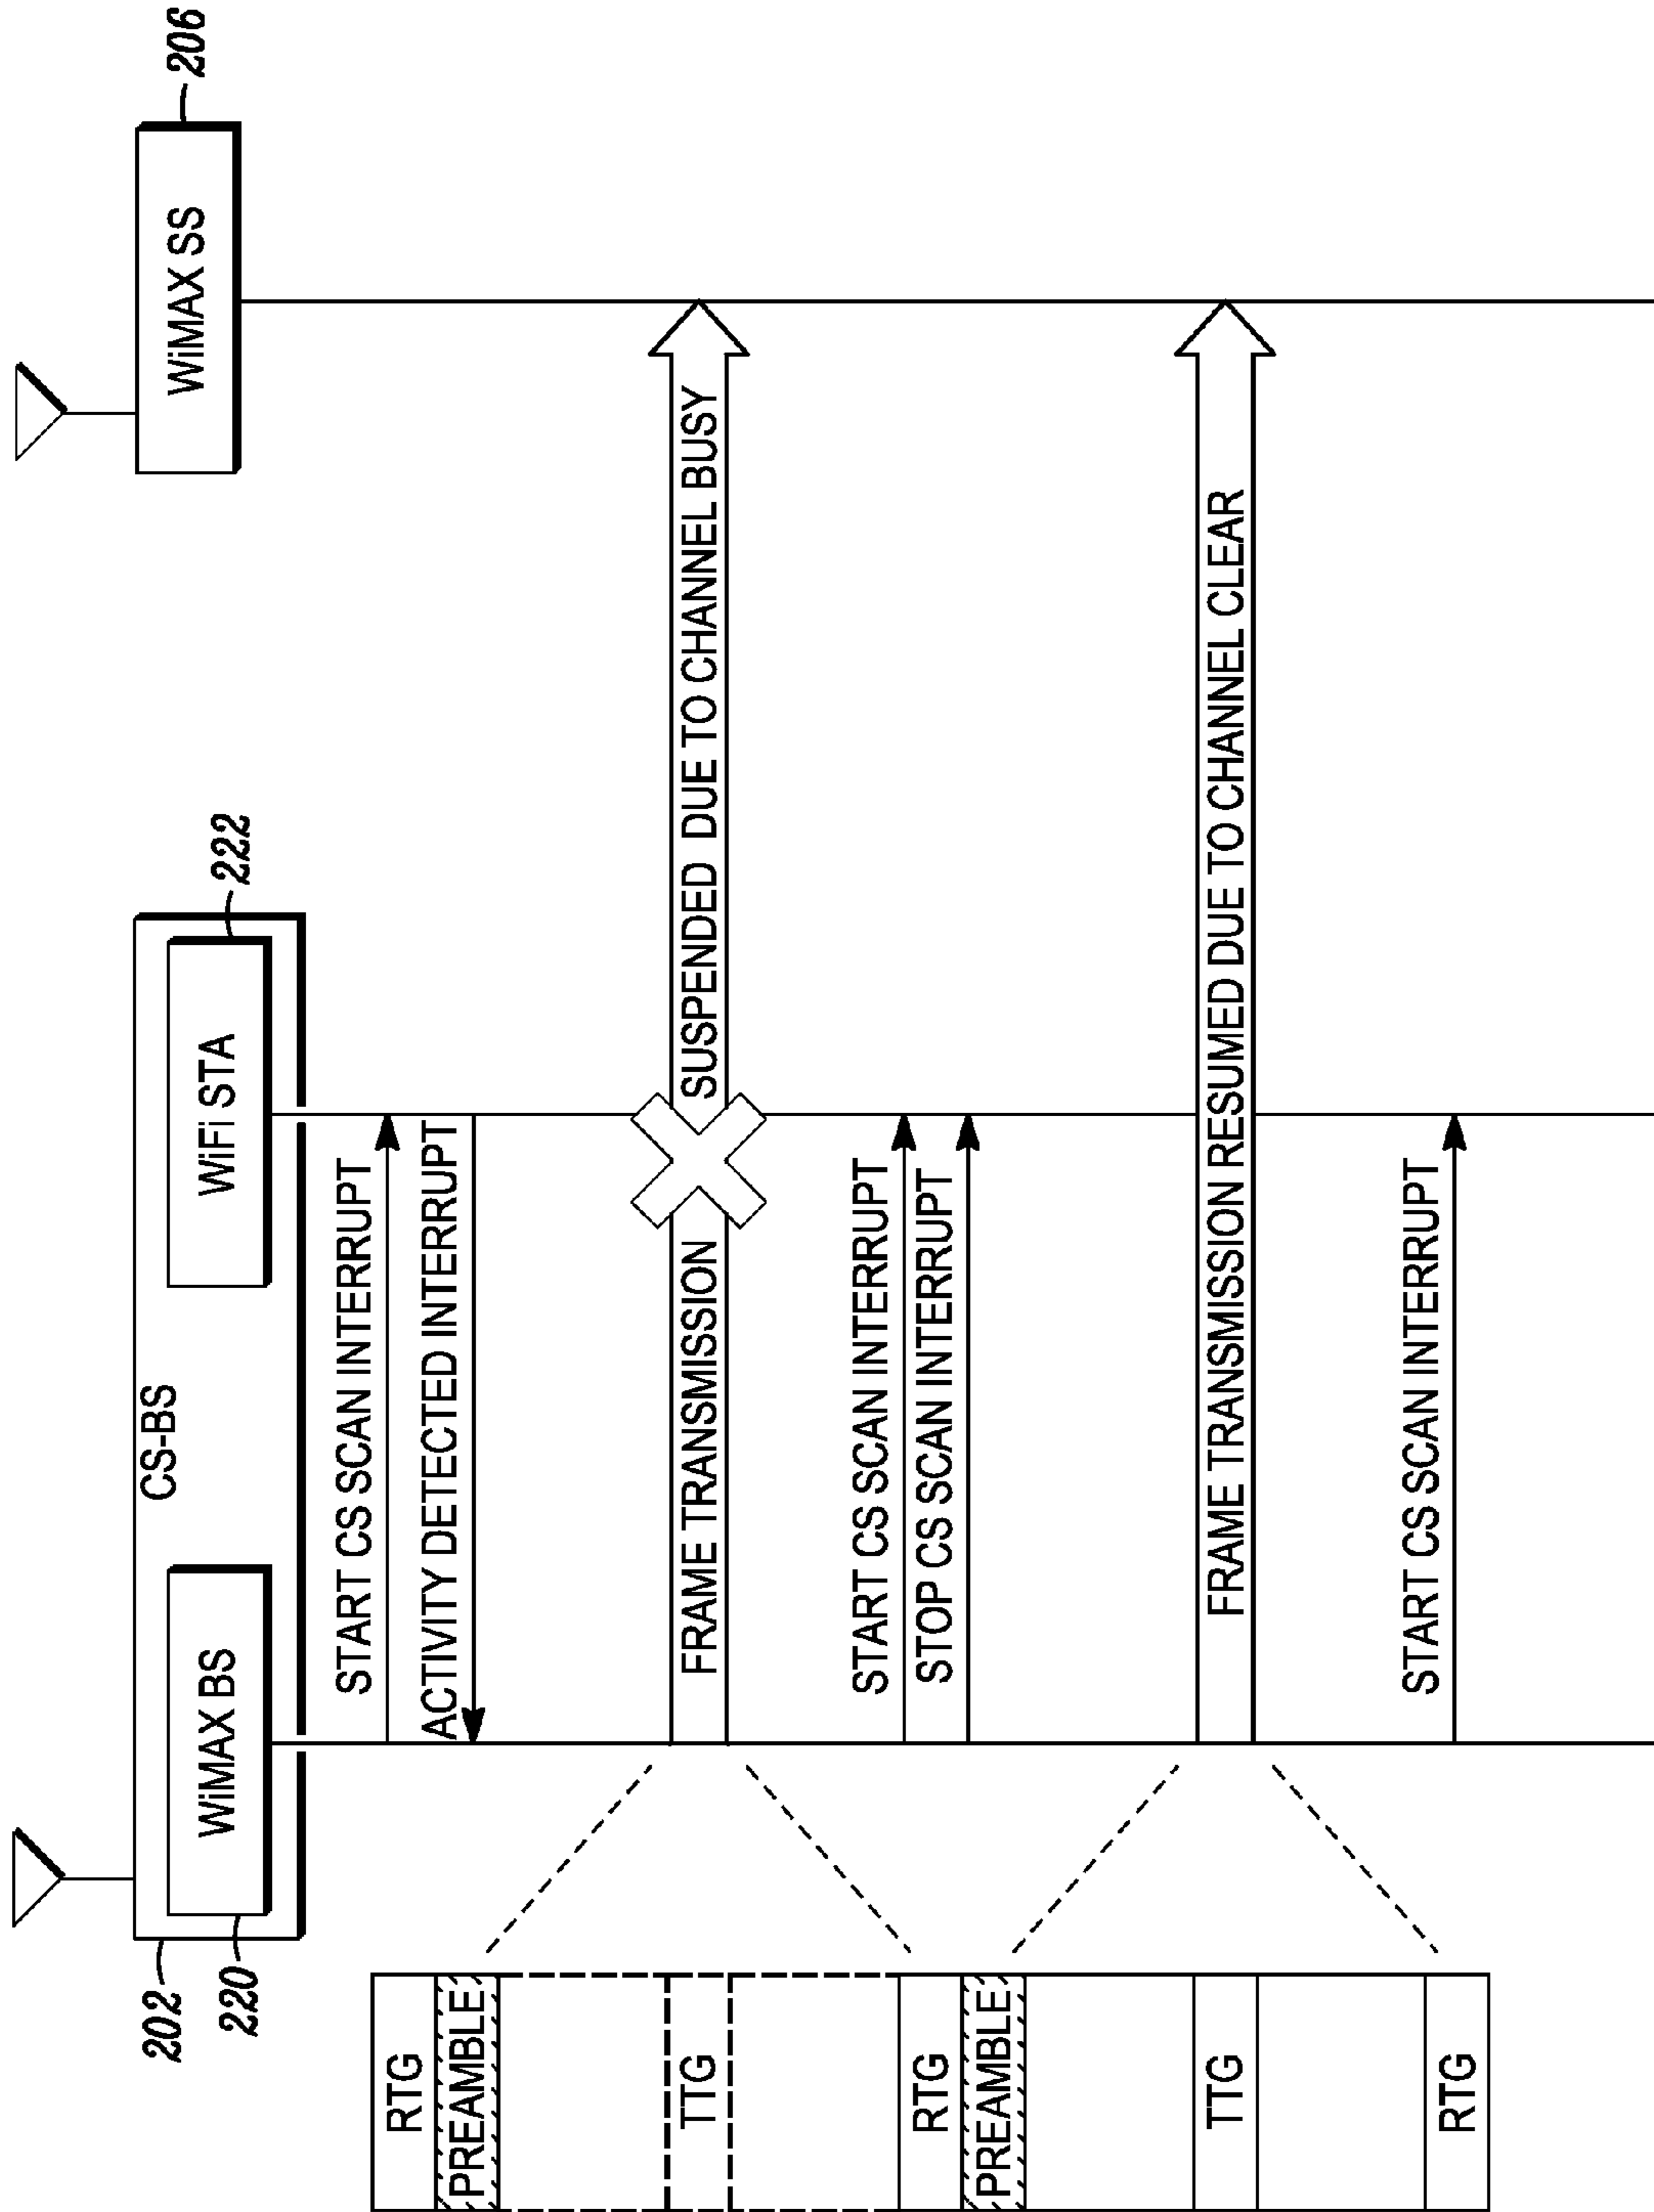 202
220
CS-BS
WiMAX BS
WiFi STA
222
WiMAX SS
206
START CS SCAN INTERRUPT
ACTIVITY DETECTED INTERRUPT
FRAME TRANSMISSION
SUSPENDED DUE TO CHANNEL BUSY
START CS SCAN INTERRUPT
STOP CS SCAN INTERRUPT
FRAME TRANSMISSION RESUMED DUE TO CHANNEL CLEAR
START CS SCAN INTERRUPT
RTG
PREAMBLE
TTG
RTG
PREAMBLE
TTG
RTG